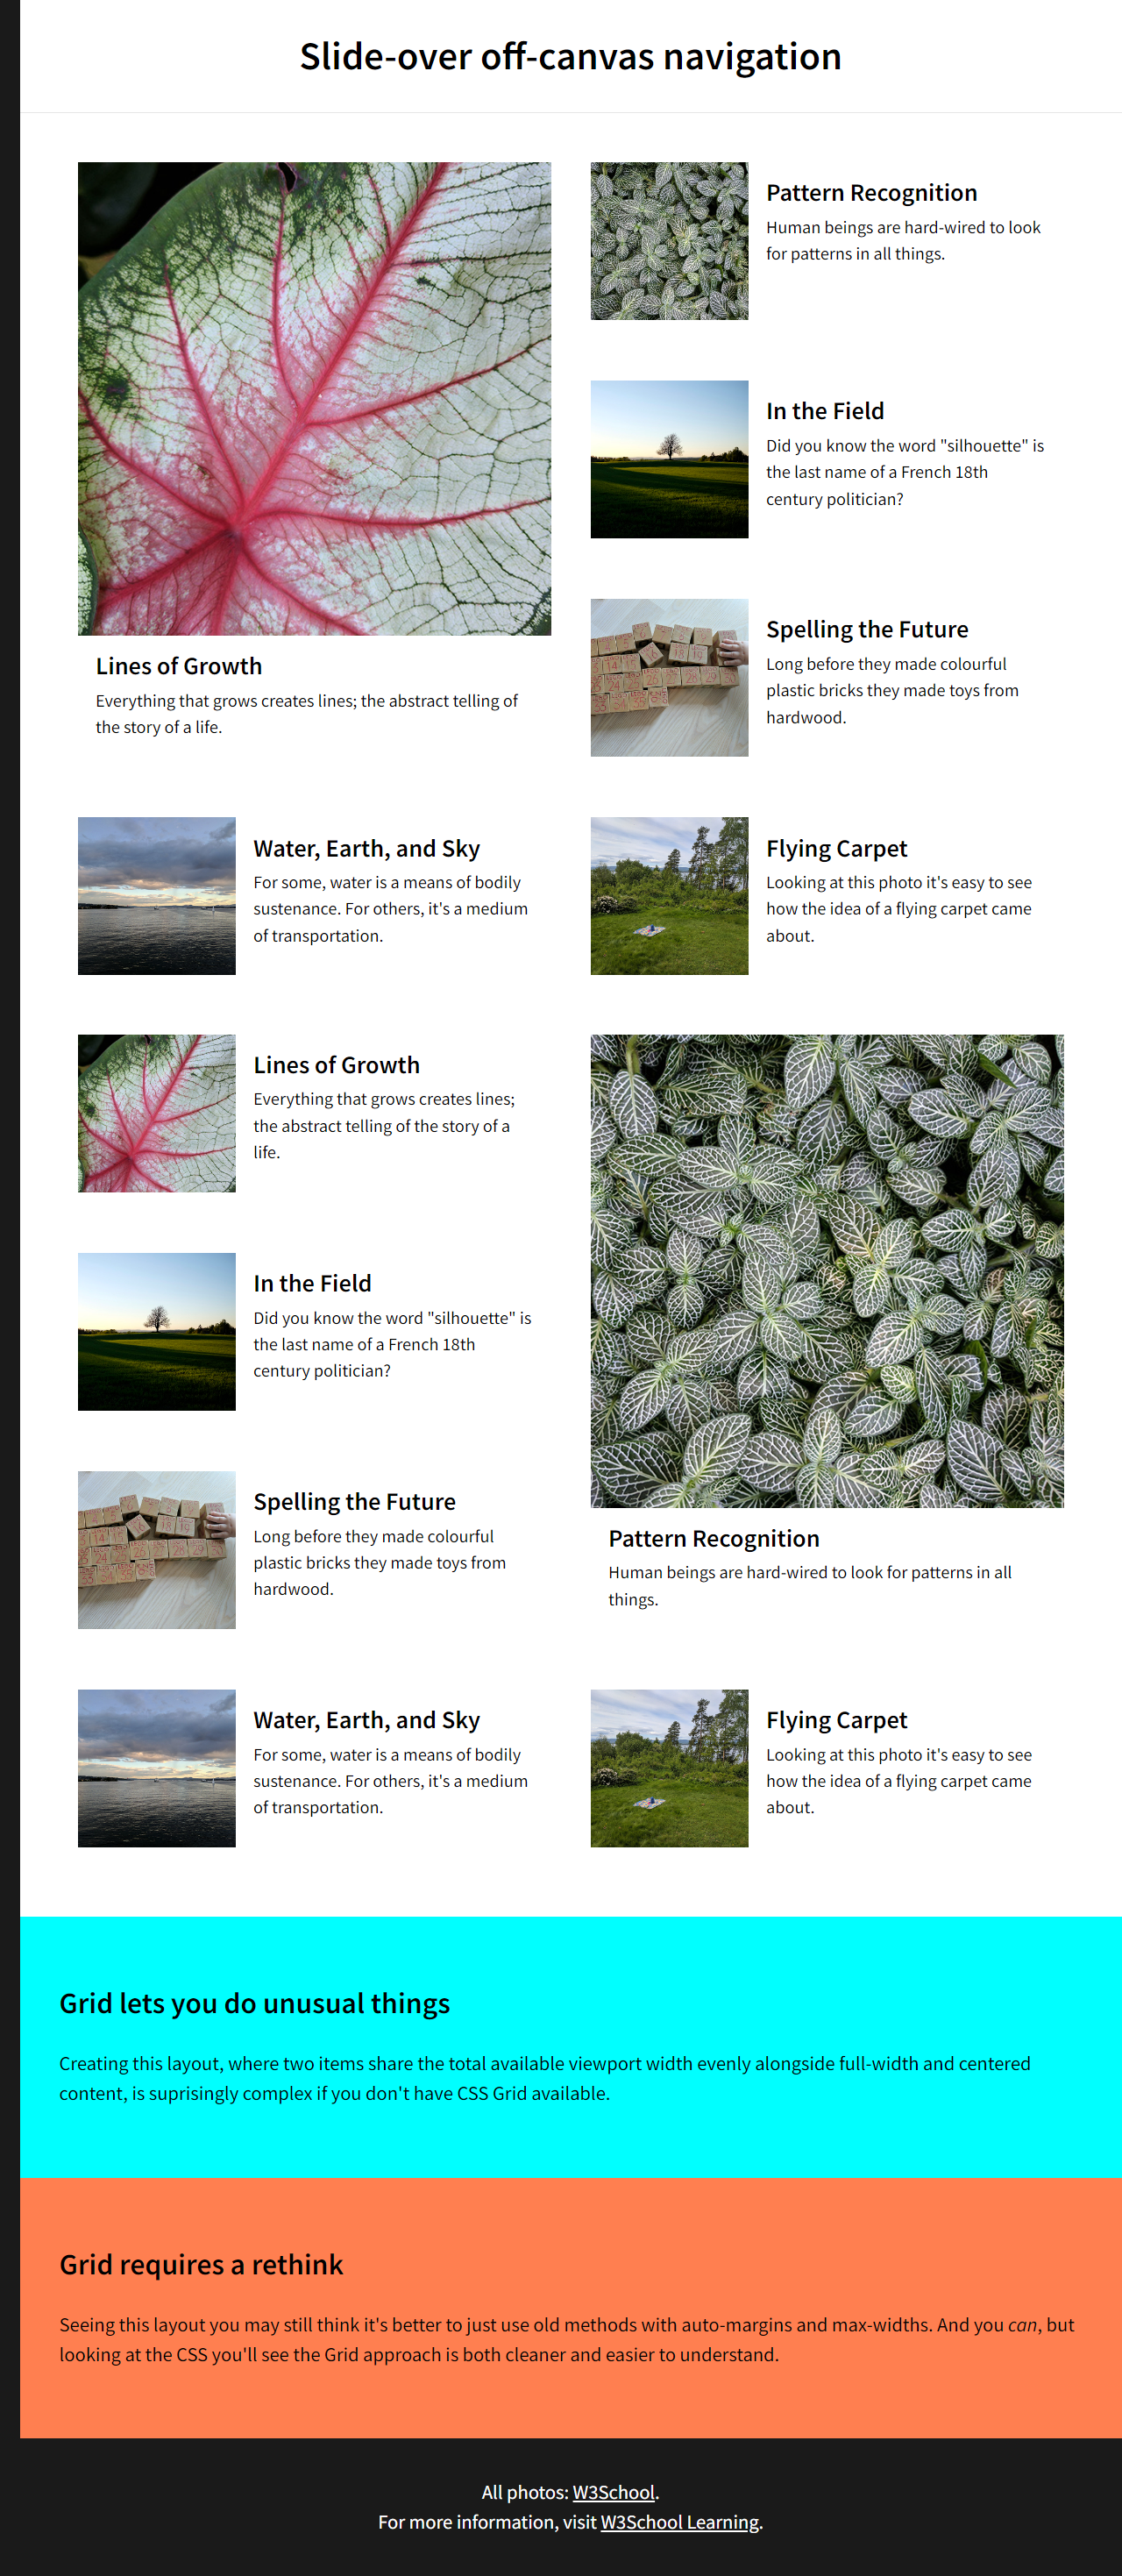 Slide-over off-canvas navigation
Lines of Growth
Everything that grows creates lines; the abstract telling of
the story of a life.
Pattern Recognition
Human beings are hard-wired to look
for patterns in all things.
In the Field
Did you know the word "silhouette" is
the last name of a French 18th
century politician?
Spelling the Future
Long before they made colourful
plastic bricks they made toys from
hardwood.
Water, Earth, and Sky
For some, water is a means of bodily
sustenance. For others, it's a medium
of transportation.
Flying Carpet
Looking at this photo it's easy to see
how the idea of a flying carpet came
about.
Lines of Growth
Everything that grows creates lines;
the abstract telling of the story of a
life.
In the Field
Did you know the word "silhouette" is
the last name of a French 18th
century politician?
Spelling the Future
Long before they made colourful
plastic bricks they made toys from
hardwood.
Pattern Recognition
Human beings are hard-wired to look for patterns in all
things.
Water, Earth, and Sky
For some, water is a means of bodily
sustenance. For others, it's a medium
of transportation.
Flying Carpet
Looking at this photo it's easy to see
how the idea of a flying carpet came
about.
Grid lets you do unusual things
Creating this layout, where two items share the total available viewport width evenly alongside full-width and centered
content, is suprisingly complex if you don't have CSS Grid available.
Grid requires a rethink
Seeing this layout you may still think it's better to just use old methods with auto-margins and max-widths. And you can, but
looking at the CSS you'll see the Grid approach is both cleaner and easier to understand.
All photos: W3School.
For more information, visit W3School Learning.